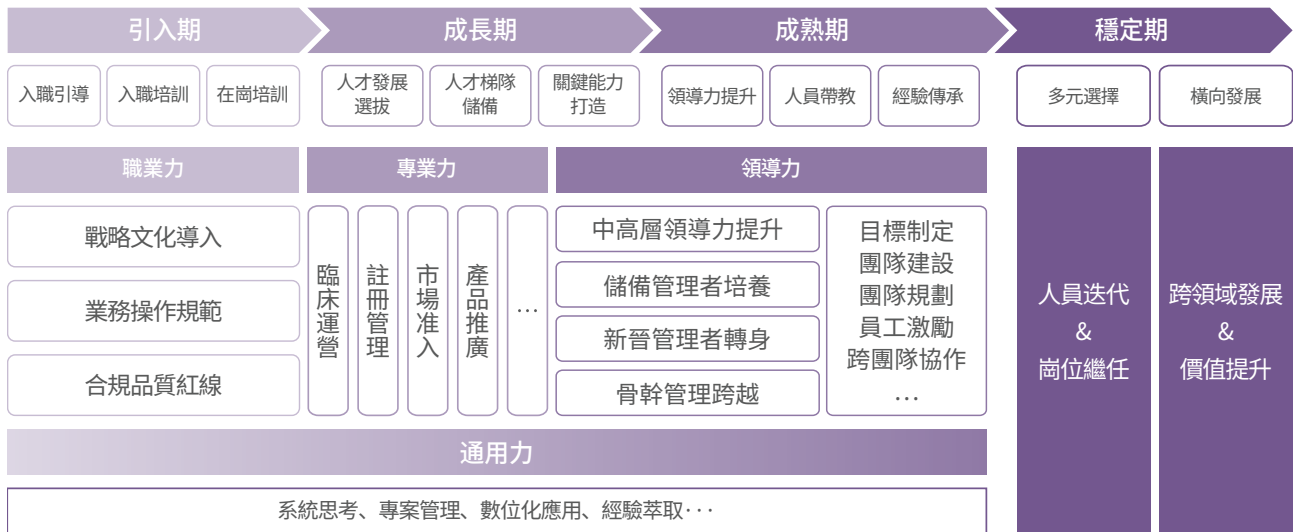 引入期
成長期
成熟期
穩定期
入職引導
入職培訓
在崗培訓
人才發展
選拔
人才梯隊
儲備
關鍵能力
打造
領導力提升
人員帶教
經驗傳承
多元選擇
橫向發展
職業力
專業力
領導力
戰略文化導入
業務操作規範
合規品質紅線
臨床運營
註冊管理
市場准入
產品推廣
…
中高層領導力提升
儲備管理者培養
新晉管理者轉身
骨幹管理跨越
目標制定
團隊建設
團隊規劃
員工激勵
跨團隊協作
…
人員迭代
&
崗位繼任
跨領域發展
&
價值提升
通用力
系統思考、專案管理、數位化應用、經驗萃取···